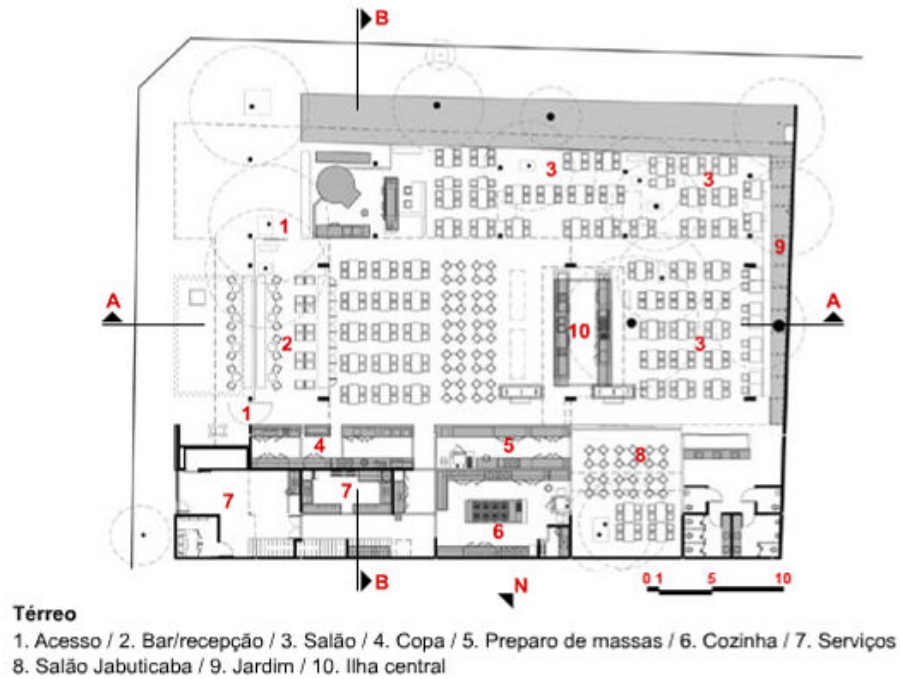 B
3
3
1
9
A
A
2
10
3
1
4
5
8
7
7
6
B
N
0 1 5 10
Térreo
1. Acesso / 2. Bar/recepção / 3. Salão / 4. Copa / 5. Preparo de massas / 6. Cozinha / 7. Serviços
8. Salão Jabuticaba / 9. Jardim / 10. Ilha central